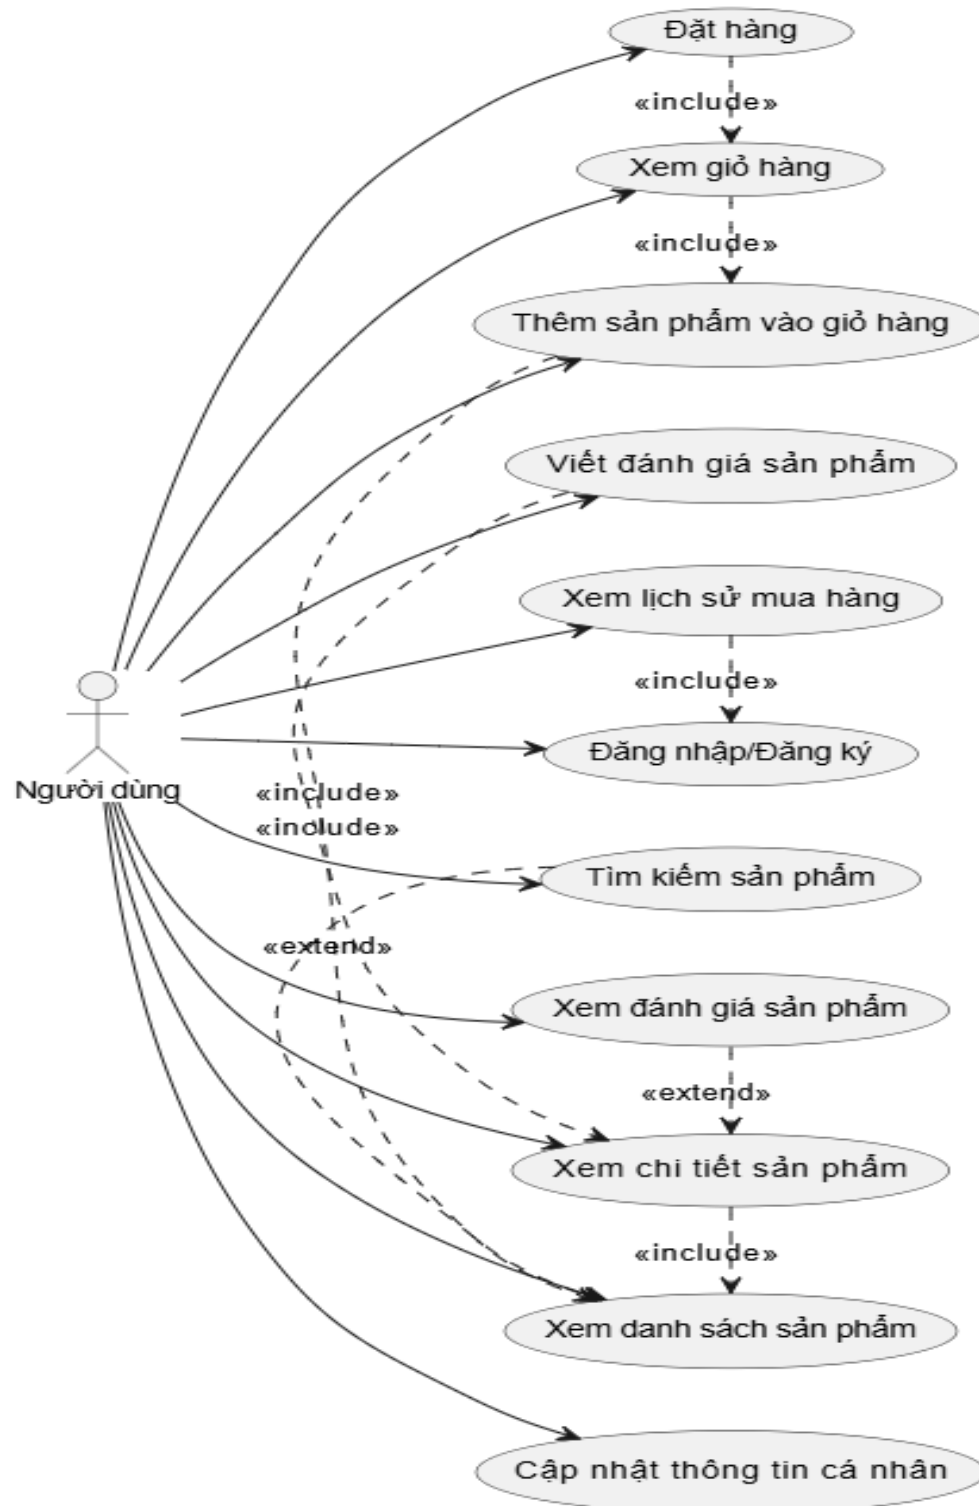 Đặt hàng
«include»
Xem giỏ hàng
«include»
Thêm sản phẩm vào giỏ hàng
Viết đánh giá sản phẩm
Xem lịch sử mua hàng
«include»
Đăng nhập/Đăng ký
Người dùng
«include»
«include»
Tìm kiếm sản phẩm
«extend»
Xem đánh giá sản phẩm
«extend»
Xem chi tiết sản phẩm
«include»
Xem danh sách sản phẩm
Cập nhật thông tin cá nhân